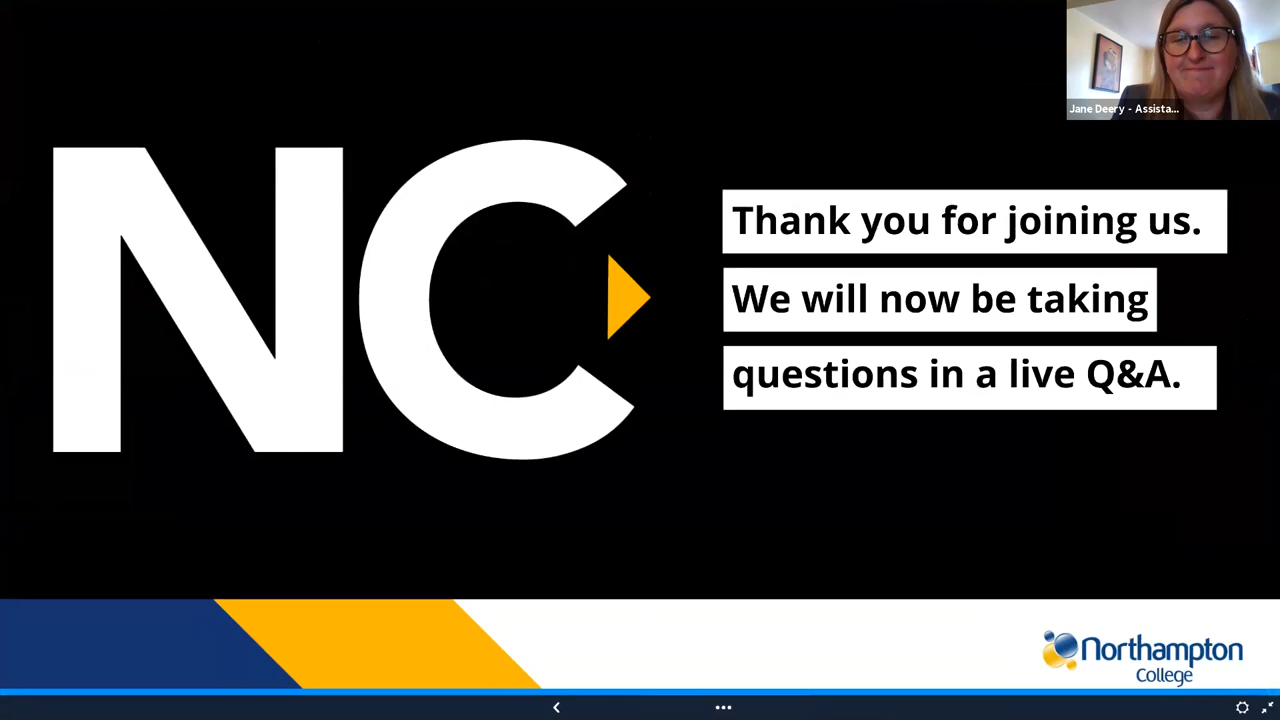 Jane Deery - Assista...
NC
Thank you for joining us.
We will now be taking
questions in a live Q&A.
Northampton
College